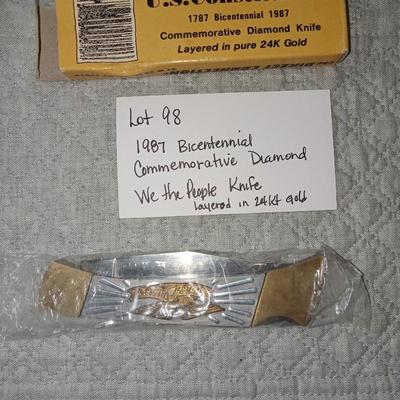 U.S.
1787 Bicentennial 1987
Commemorative Diamond Knife
Layered in pure 24K Gold
Lot 98
1987 Bicentennial
Commemorative Diamond
We the People Knife
Layered in 24kt Gold